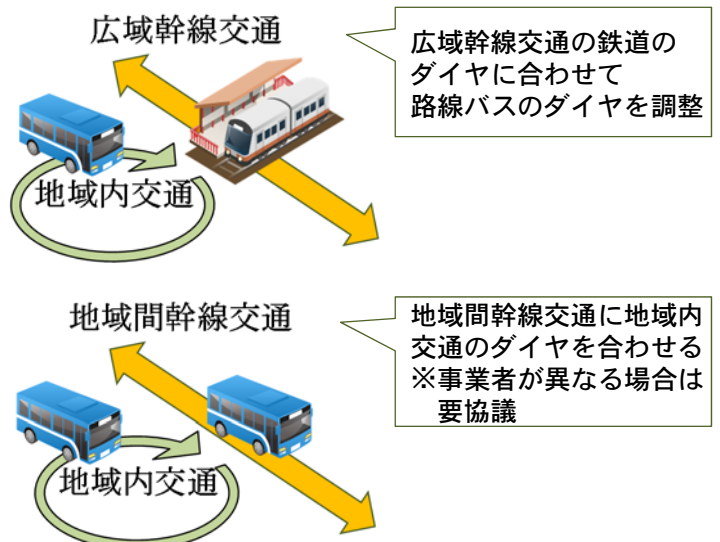 広域幹線交通
広域幹線交通の鉄道の
ダイヤに合わせて
路線バスのダイヤを調整
地域内交通
地域間幹線交通
地域間幹線交通に地域内
交通のダイヤを合わせる
※事業者が異なる場合は
要協議
地域内交通